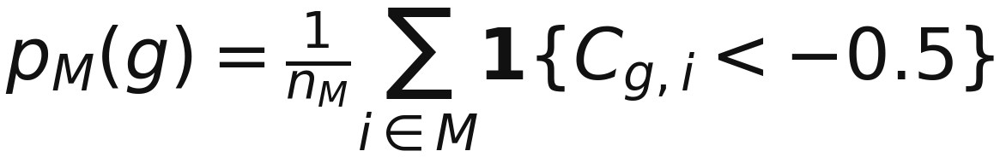 p_M(g) = \frac{1}{n_M} \sum_{i \in M} \mathbf{1}\{C_{g,i} < -0.5\}